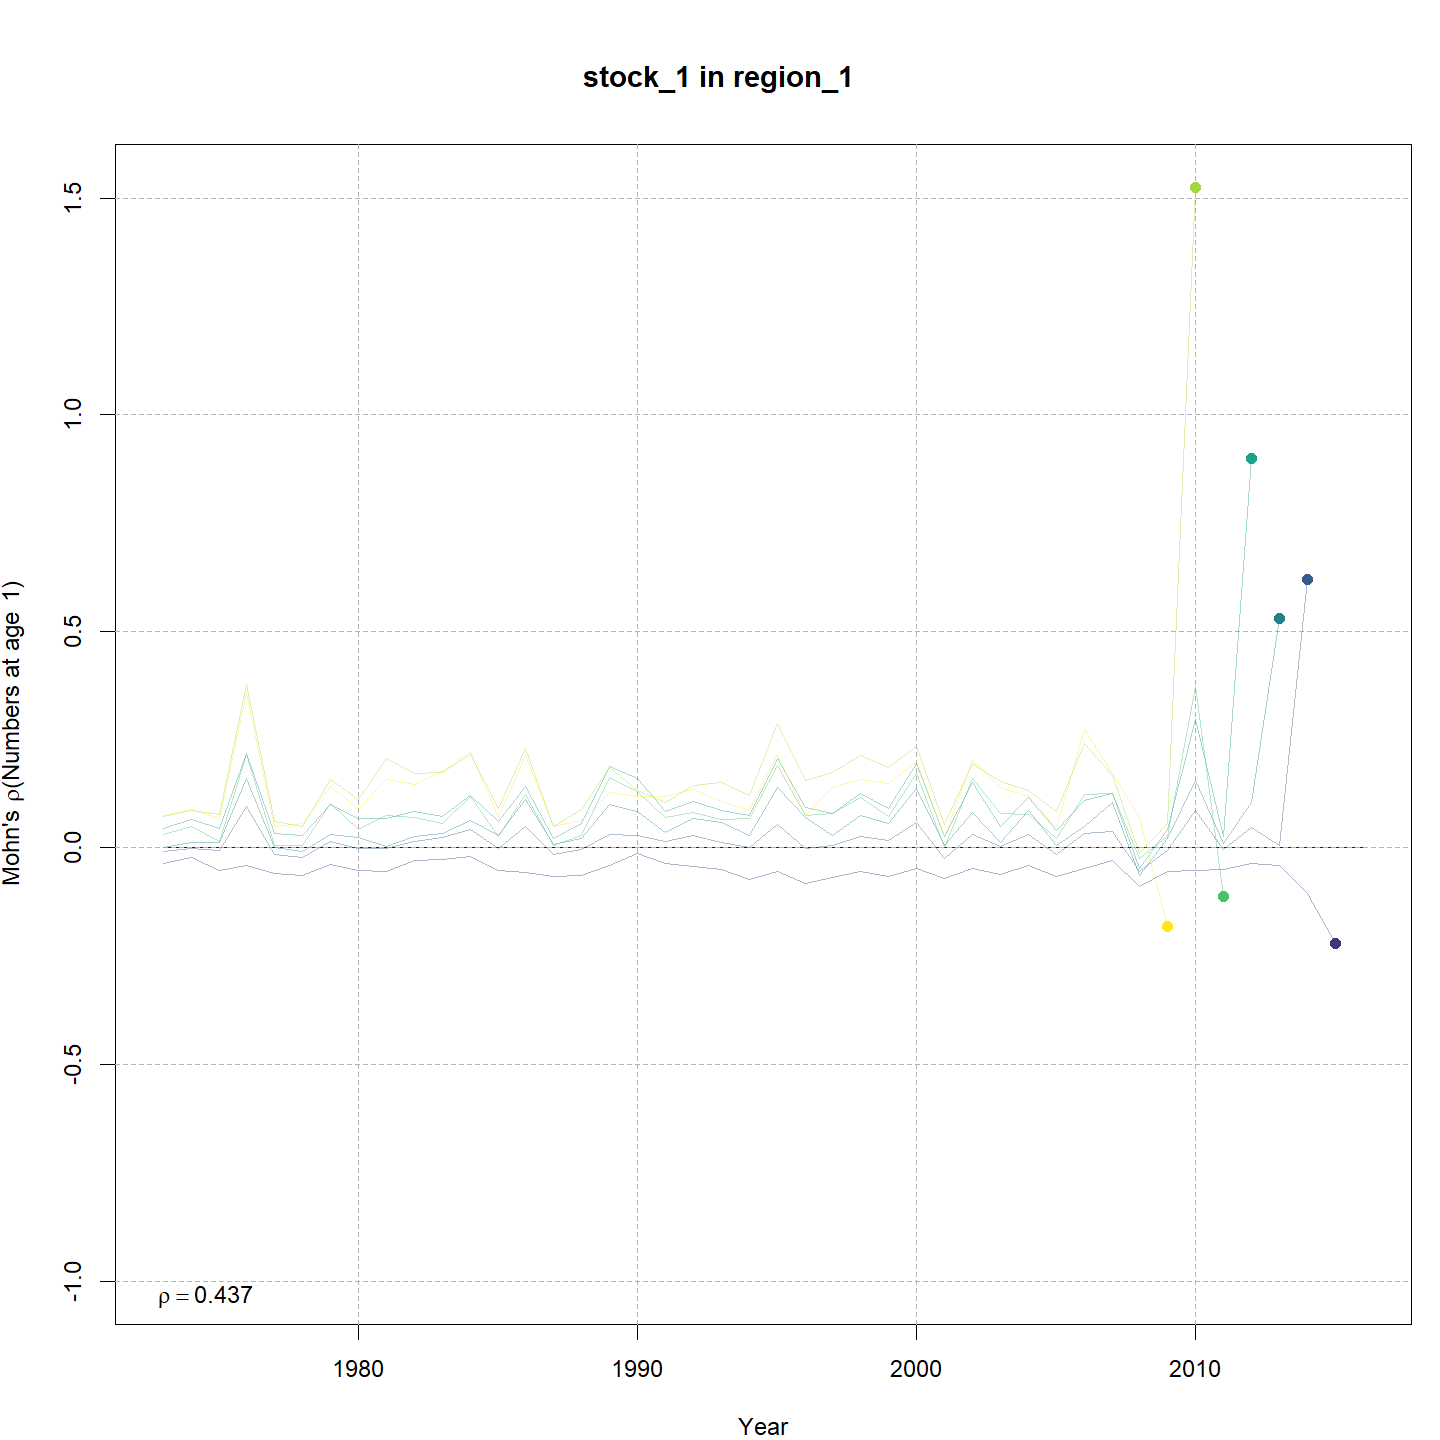 stock_1 in region_1
Mohn's ρ(Numbers at age 1)
1.5
1.0
0.5
0.0
-0.5
-1.0
ρ = 0.437
1980 1990 2000 2010
Year